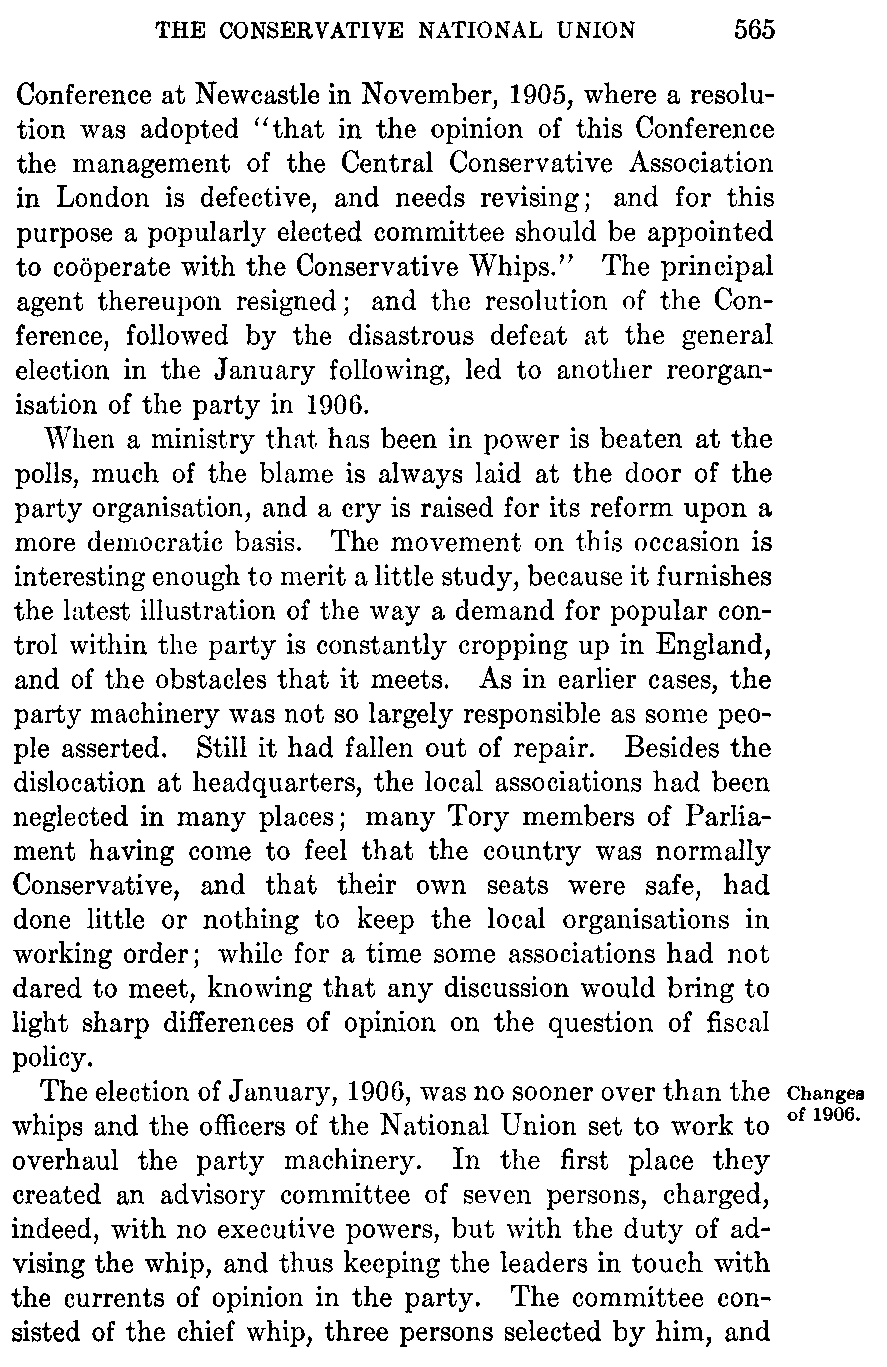 THE CONSERVATIVE NATIONAL UNION 565
Conference at Newcastle in November, 1905, where a resolu-
tion was adopted "that in the opinion of this Conference
the management of the Central Conservative Association
in London is defective, and needs revising; and for this
purpose a popularly elected committee should be appointed
to coöperate with the Conservative Whips." The principal
agent thereupon resigned; and the resolution of the Con-
ference, followed by the disastrous defeat at the general
election in the January following, led to another reorgan-
isation of the party in 1906.
When a ministry that has been in power is beaten at the
polls, much of the blame is always laid at the door of the
party organisation, and a cry is raised for its reform upon a
more democratic basis. The movement on this occasion is
interesting enough to merit a little study, because it furnishes
the latest illustration of the way a demand for popular con-
trol within the party is constantly cropping up in England,
and of the obstacles that it meets. As in earlier cases, the
party machinery was not so largely responsible as some peo-
ple asserted. Still it had fallen out of repair. Besides the
dislocation at headquarters, the local associations had been
neglected in many places; many Tory members of Parlia-
ment having come to feel that the country was normally
Conservative, and that their own seats were safe, had
done little or nothing to keep the local organisations in
working order; while for a time some associations had not
dared to meet, knowing that any discussion would bring to
light sharp differences of opinion on the question of fiscal
policy.
The election of January, 1906, was no sooner over than the
whips and the officers of the National Union set to work to
overhaul the party machinery. In the first place they
created an advisory committee of seven persons, charged,
indeed, with no executive powers, but with the duty of ad-
vising the whip, and thus keeping the leaders in touch with
the currents of opinion in the party. The committee con-
sisted of the chief whip, three persons selected by him, and
Changes
of 1906.